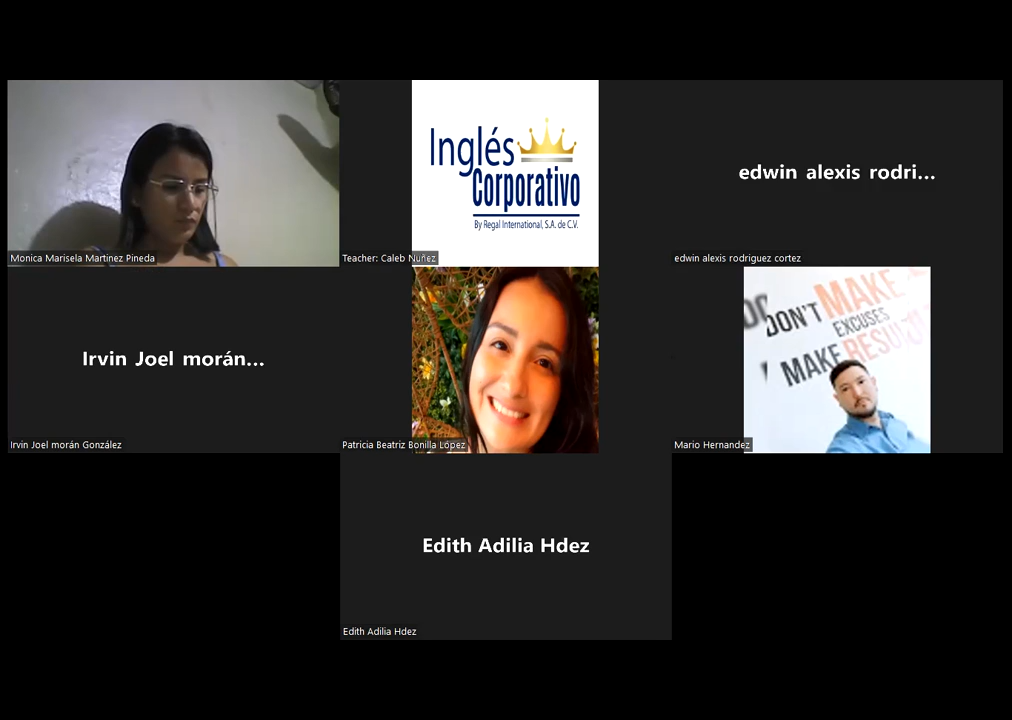 Inglés
Corporativo
By Regal International, S.A. de C.V.
edwin alexis rodri...
Monica Marisela Martinez Pineda
Teacher: Caleb Nuñez
edwin alexis rodriguez cortez
Irvin Joel morán...
DON'T MAKE
EXCUSES
MAKE RESUL
Irvin Joel morán González
Patricia Beatriz Bonilla López
Mario Hernandez
Edith Adilia Hdez
Edith Adilia Hdez